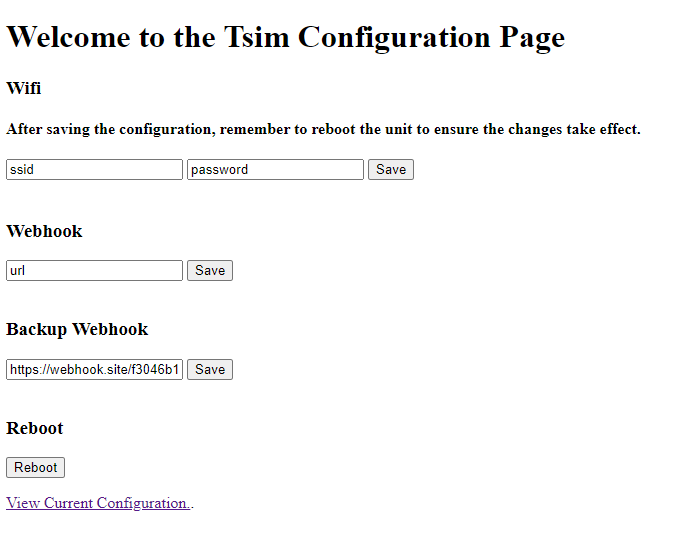 Welcome to the Tsim Configuration Page
Wifi
After saving the configuration, remember to reboot the unit to ensure the changes take effect.
ssid password Save
Webhook
url Save
Backup Webhook
https://webhook.site/f3046b1 Save
Reboot
Reboot
View Current Configuration..